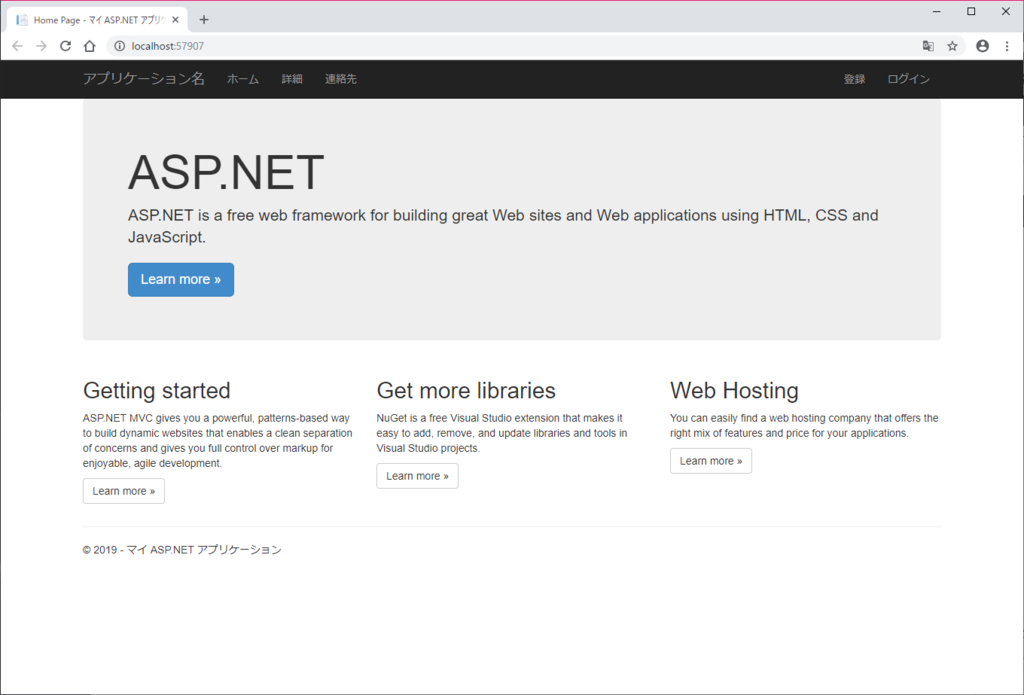 Home Page - マイ ASP.NET アプリ
localhost:57907
アプリケーション名 ホーム 詳細 連絡先 登録 ログイン
ASP.NET
ASP.NET is a free web framework for building great Web sites and Web applications using HTML, CSS and
JavaScript.
Learn more »
Getting started
ASP.NET MVC gives you a powerful, patterns-based way
to build dynamic websites that enables a clean separation
of concerns and gives you full control over markup for
enjoyable, agile development.
Learn more »
Get more libraries
NuGet is a free Visual Studio extension that makes it
easy to add, remove, and update libraries and tools in
Visual Studio projects.
Learn more »
Web Hosting
You can easily find a web hosting company that offers the
right mix of features and price for your applications.
Learn more »
© 2019 - マイ ASP.NET アプリケーション